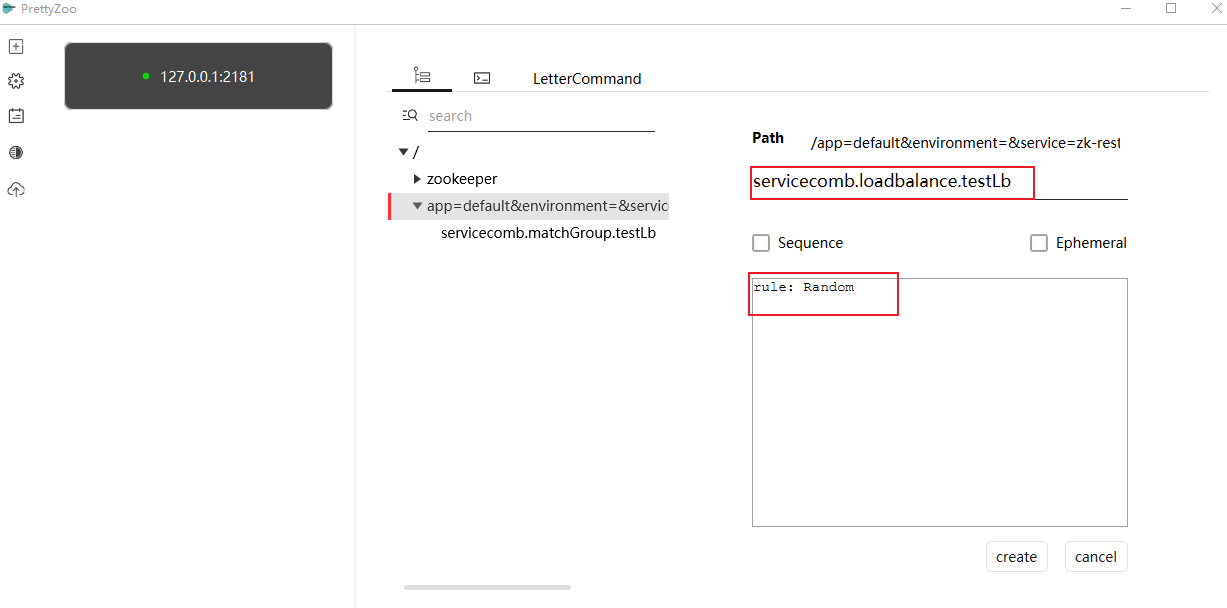 PrettyZoo
127.0.0.1:2181
LetterCommand
search
/
zookeeper
app=default&environment=&servic
servicecomb.matchGroup.testLb
Path /app=default&environment=&service=zk-rest
servicecomb.loadbalance.testLb
Sequence Ephemeral
rule: Random
create cancel